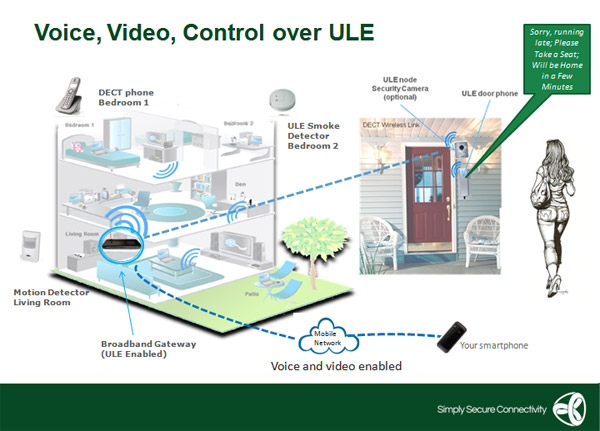 Voice, Video, Control over ULE
Sorry, running
late; Please
Take a Seat;
Will be Home
in a Few
Minutes
DECT phone
Bedroom 1
ULE Smoke
Detector
Bedroom 2
ULE node
Security Camera
(optional)
ULE door phone
DECT Wireless Link
Bedroom 1
Bedroom 2
Den
Living Room
Patio
Motion Detector
Living Room
Broadband Gateway
(ULE Enabled)
Mobile
Network
Your smartphone
Voice and video enabled
Simply Secure Connectivity